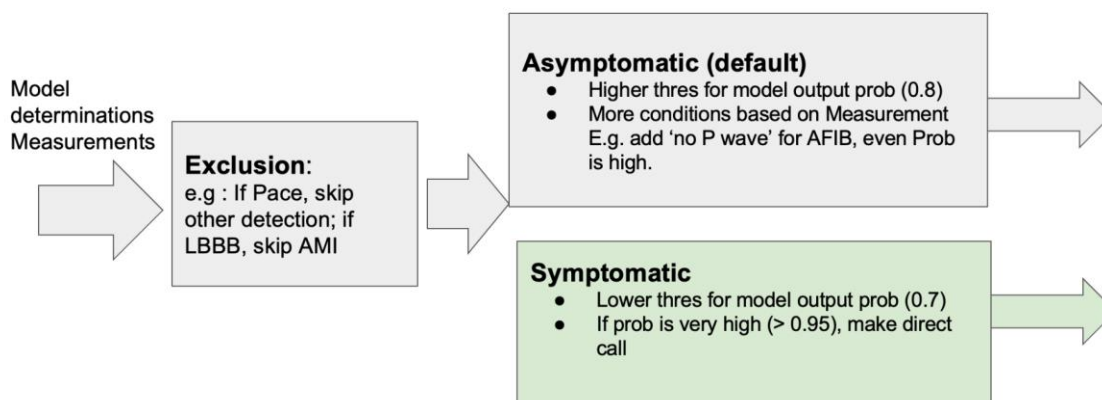 Model
determinations
Measurements
Exclusion:
e.g : If Pace, skip
other detection; if
LBBB, skip AMI
Asymptomatic (default)
● Higher thres for model output prob (0.8)
● More conditions based on Measurement
E.g. add ‘no P wave’ for AFIB, even Prob
is high.
Symptomatic
● Lower thres for model output prob (0.7)
● If prob is very high (> 0.95), make direct
call